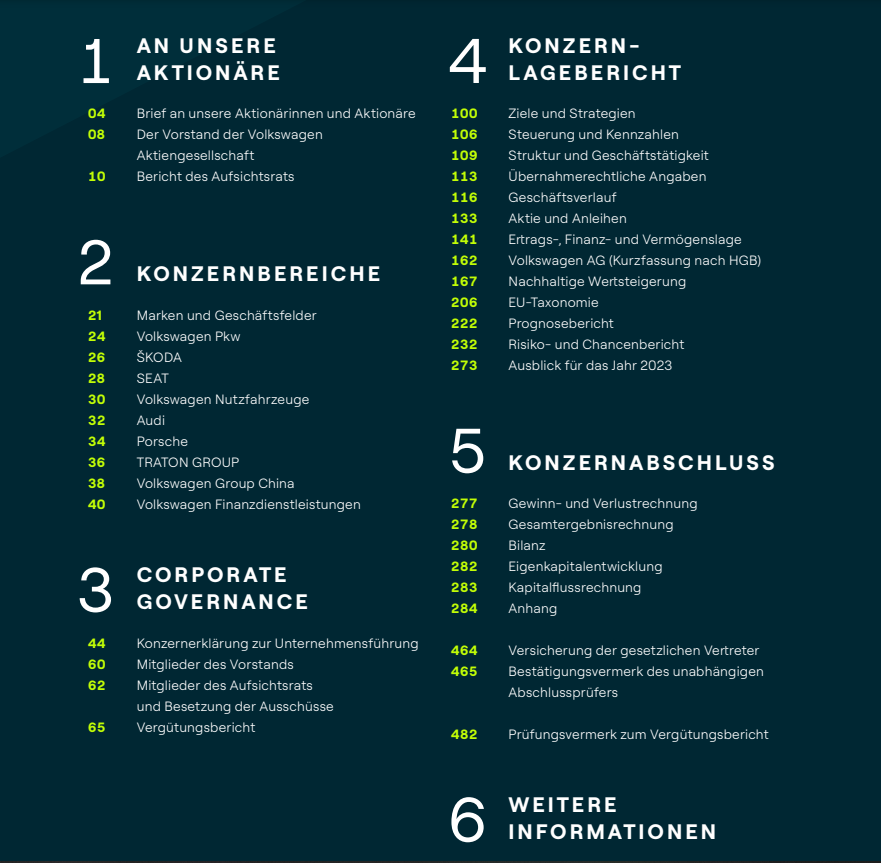 1
AN UNSERE
AKTIONÄRE
04 Brief an unsere Aktionärinnen und Aktionäre
08 Der Vorstand der Volkswagen
Aktiengesellschaft
10 Bericht des Aufsichtsrats
2
KONZERNBEREICHE
21 Marken und Geschäftsfelder
24 Volkswagen Pkw
26 ŠKODA
28 SEAT
30 Volkswagen Nutzfahrzeuge
32 Audi
34 Porsche
36 TRATON GROUP
38 Volkswagen Group China
40 Volkswagen Finanzdienstleistungen
3
CORPORATE
GOVERNANCE
44 Konzernerklärung zur Unternehmensführung
60 Mitglieder des Vorstands
62 Mitglieder des Aufsichtsrats
und Besetzung der Ausschüsse
65 Vergütungsbericht
4
KONZERN-
LAGEBERICHT
100 Ziele und Strategien
106 Steuerung und Kennzahlen
109 Struktur und Geschäftstätigkeit
113 Übernahmerechtliche Angaben
116 Geschäftsverlauf
133 Aktie und Anleihen
141 Ertrags-, Finanz- und Vermögenslage
162 Volkswagen AG (Kurzfassung nach HGB)
167 Nachhaltige Wertsteigerung
206 EU-Taxonomie
222 Prognosebericht
232 Risiko- und Chancenbericht
273 Ausblick für das Jahr 2023
5
KONZERNABSCHLUSS
277 Gewinn- und Verlustrechnung
278 Gesamtergebnisrechnung
280 Bilanz
282 Eigenkapitalentwicklung
283 Kapitalflussrechnung
284 Anhang
464 Versicherung der gesetzlichen Vertreter
465 Bestätigungsvermerk des unabhängigen
Abschlussprüfers
482 Prüfungsvermerk zum Vergütungsbericht
6
WEITERE
INFORMATIONEN